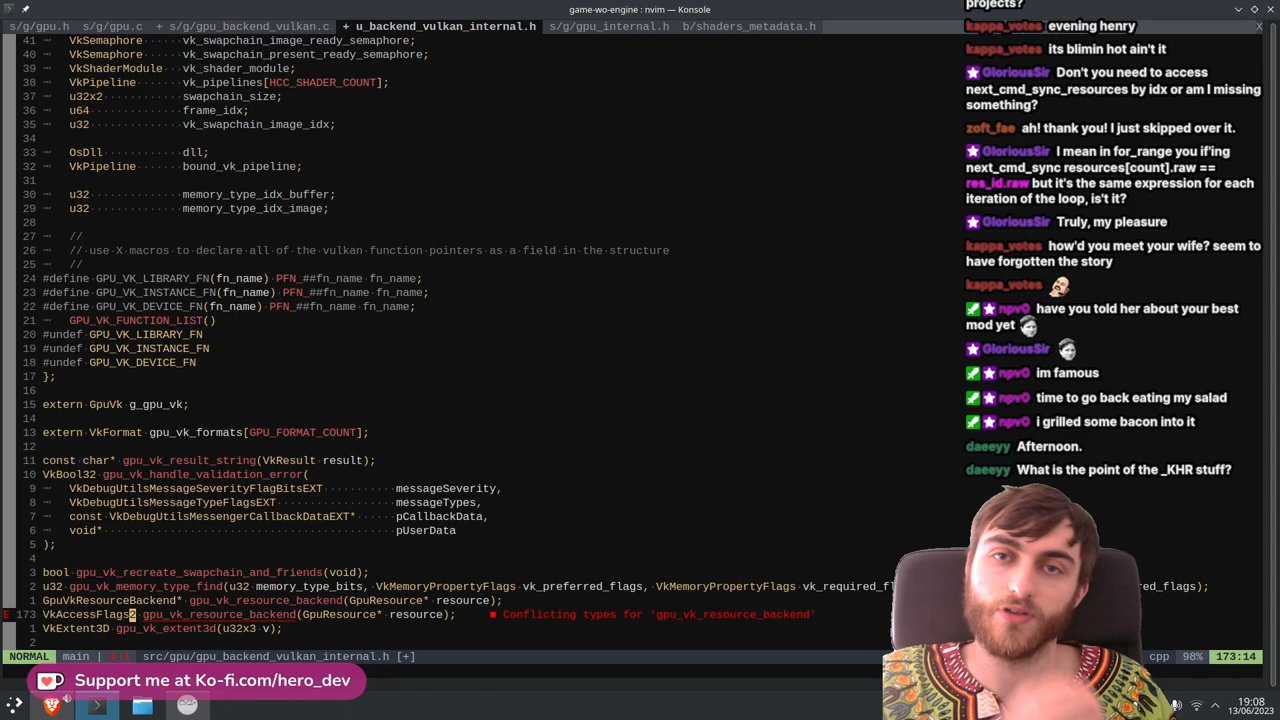 game-wo-engine : nvim — Konsole
s/g/gpu.h s/g/gpu.c + s/g/gpu_backend_vulkan.c + u_backend_vulkan_internal.h s/g/gpu_internal.h b/shaders_metadata.h X
41 VkSemaphore vk_swapchain_image_ready_semaphore;
40 VkSemaphore vk_swapchain_present_ready_semaphore;
39 VkShaderModule vk_shader_module;
38 VkPipeline vk_pipelines[HCC_SHADER_COUNT];
37 u32x2 swapchain_size;
36 u64 frame_idx;
35 u32 vk_swapchain_image_idx;
34
33 OsDll dll;
32 VkPipeline bound_vk_pipeline;
31
30 u32 memory_type_idx_buffer;
29 u32 memory_type_idx_image;
28
27 //
26 // use X macros to declare all of the vulkan function pointers as a field in the structure
25 //
24 #define GPU_VK_LIBRARY_FN(fn_name) PFN_##fn_name fn_name;
23 #define GPU_VK_INSTANCE_FN(fn_name) PFN_##fn_name fn_name;
22 #define GPU_VK_DEVICE_FN(fn_name) PFN_##fn_name fn_name;
21 GPU_VK_FUNCTION_LIST()
20 #undef GPU_VK_LIBRARY_FN
19 #undef GPU_VK_INSTANCE_FN
18 #undef GPU_VK_DEVICE_FN
17 };
16
15 extern GpuVk g_gpu_vk;
14
13 extern VkFormat gpu_vk_formats[GPU_FORMAT_COUNT];
12
11 const char* gpu_vk_result_string(VkResult result);
10 VkBool32 gpu_vk_handle_validation_error(
9 VkDebugUtilsMessageSeverityFlagBitsEXT messageSeverity,
8 VkDebugUtilsMessageTypeFlagsEXT messageTypes,
7 const VkDebugUtilsMessengerCallbackDataEXT* pCallbackData,
6 void* pUserData
5 );
4
3 bool gpu_vk_recreate_swapchain_and_friends(void);
2 u32 gpu_vk_memory_type_find(u32 memory_type_bits, VkMemoryPropertyFlags vk_preferred_flags, VkMemoryPropertyFlags vk_required_fl ed_flags);
1 GpuVkResourceBackend* gpu_vk_resource_backend(GpuResource* resource);
E 173 VkAccessFlags2 gpu_vk_resource_backend(GpuResource* resource); ■ Conflicting types for 'gpu_vk_resource_backend'
1 VkExtent3D gpu_vk_extent3d(u32x3 v);
2
NORMAL main | src/gpu/gpu_backend_vulkan_internal.h [+] cpp 98% 173:14
Support me at Ko-fi.com/hero_dev
19:08
13/06/2023
projects?
kappa_votes evening henry
kappa_votes its blimin hot ain't it
GloriousSir Don't you need to access
next_cmd_sync_resources by idx or am I missing
something?
zoft_fae ah! thank you! I just skipped over it.
GloriousSir I mean in for_range you if'ing
next_cmd_sync resources[count].raw ==
res_id.raw but it's the same expression for each
iteration of the loop, is't it?
GloriousSir Truly, my pleasure
kappa_votes how'd you meet your wife? seem to
have forgotten the story
kappa_votes
npv0 have you told her about your best
mod yet
GloriousSir
npv0 im famous
npv0 time to go back eating my salad
npv0 i grilled some bacon into it
daeeyy Afternoon.
daeeyy What is the point of the _KHR stuff?